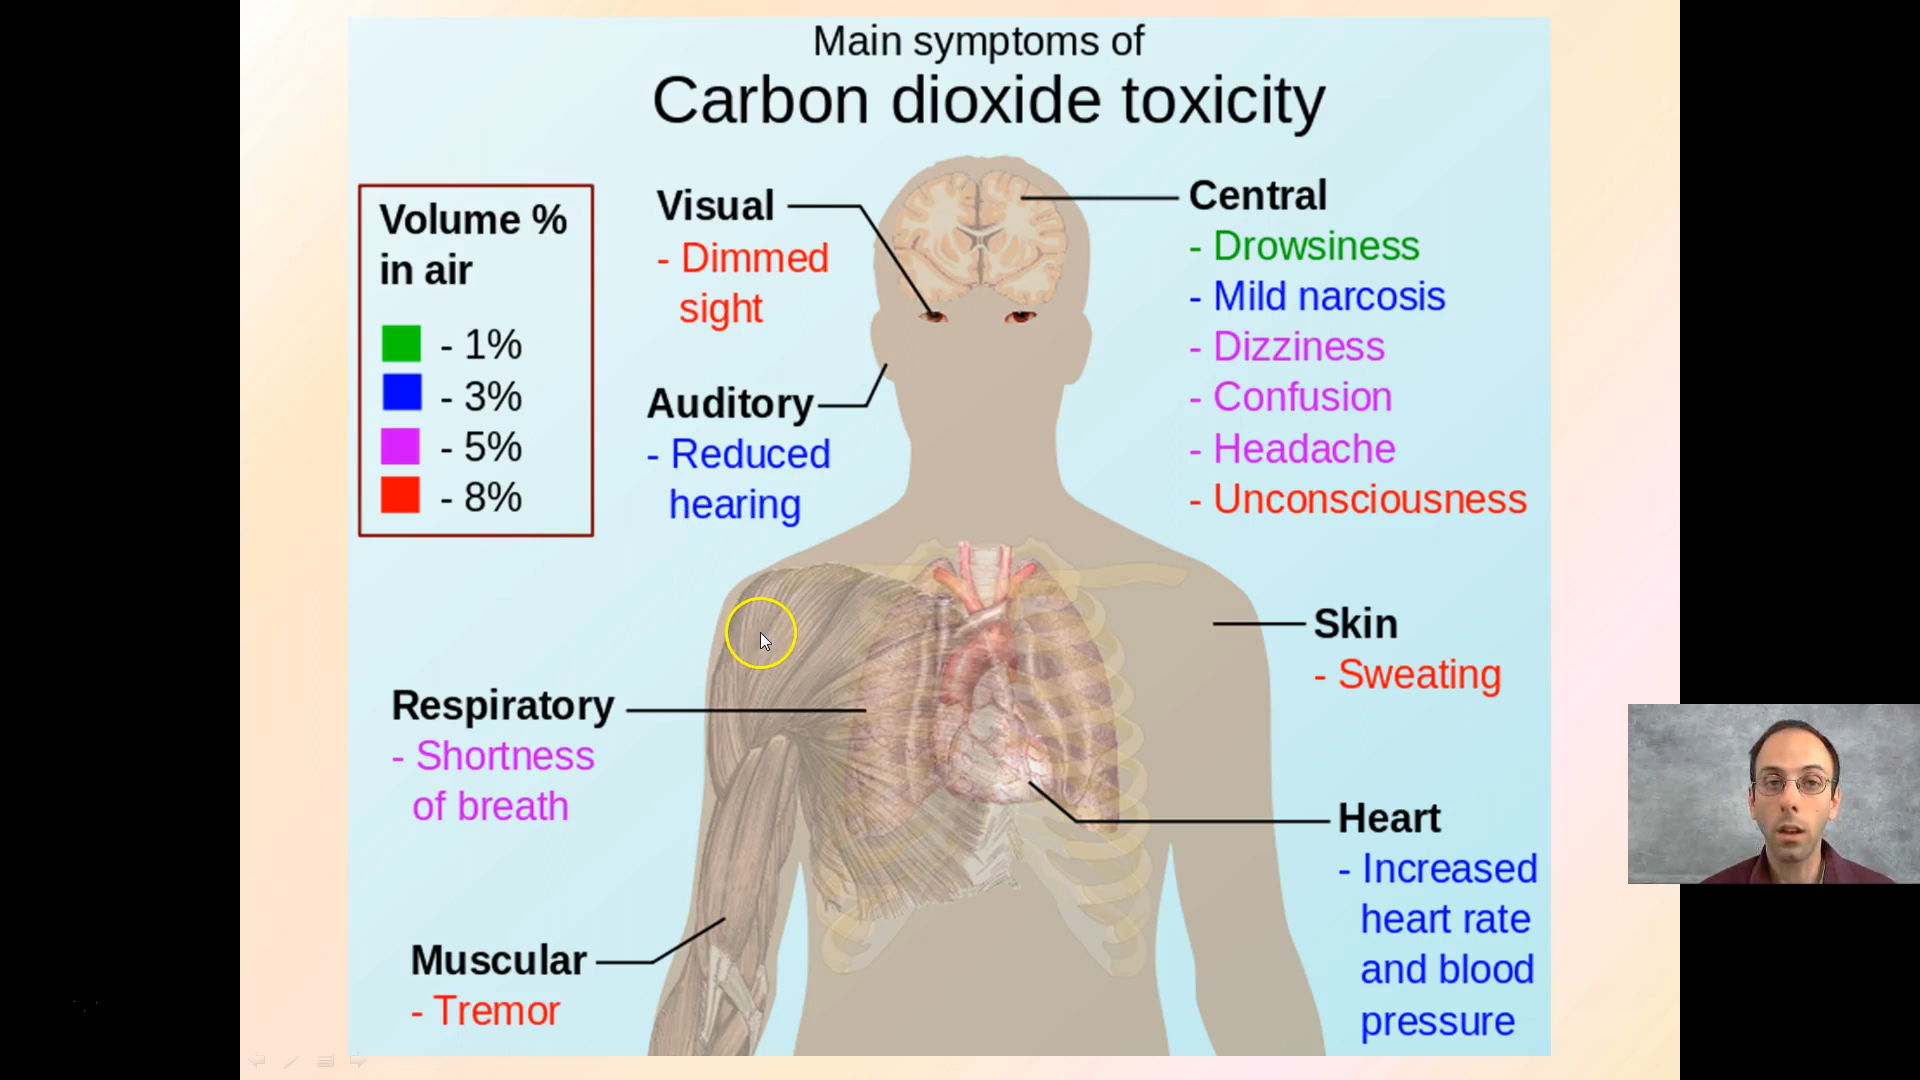 Main symptoms of
Carbon dioxide toxicity
Volume %
in air
- 1%
- 3%
- 5%
- 8%
Visual
- Dimmed
sight
Auditory
- Reduced
hearing
Central
- Drowsiness
- Mild narcosis
- Dizziness
- Confusion
- Headache
- Unconsciousness
Respiratory
- Shortness
of breath
Skin
- Sweating
Muscular
- Tremor
Heart
- Increased
heart rate
and blood
pressure